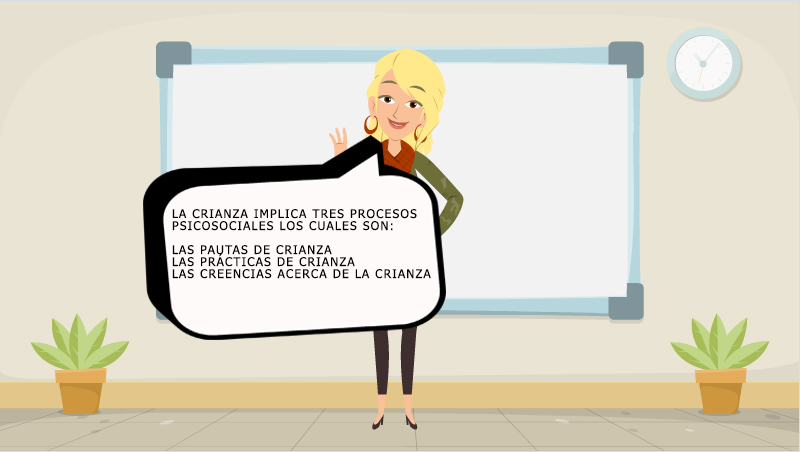 LA CRIANZA IMPLICA TRES PROCESOS
PSICOSOCIALES LOS CUALES SON:
LAS PAUTAS DE CRIANZA
LAS PRÁCTICAS DE CRIANZA
LAS CREENCIAS ACERCA DE LA CRIANZA